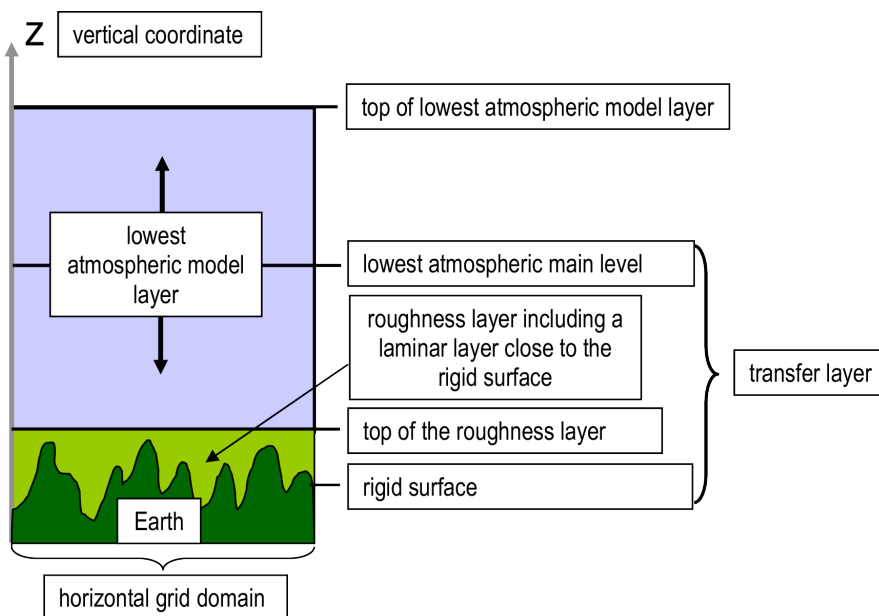 z
vertical coordinate
top of lowest atmospheric model layer
lowest
atmospheric model
layer
lowest atmospheric main level
roughness layer including a
laminar layer close to the
rigid surface
transfer layer
top of the roughness layer
rigid surface
Earth
horizontal grid domain